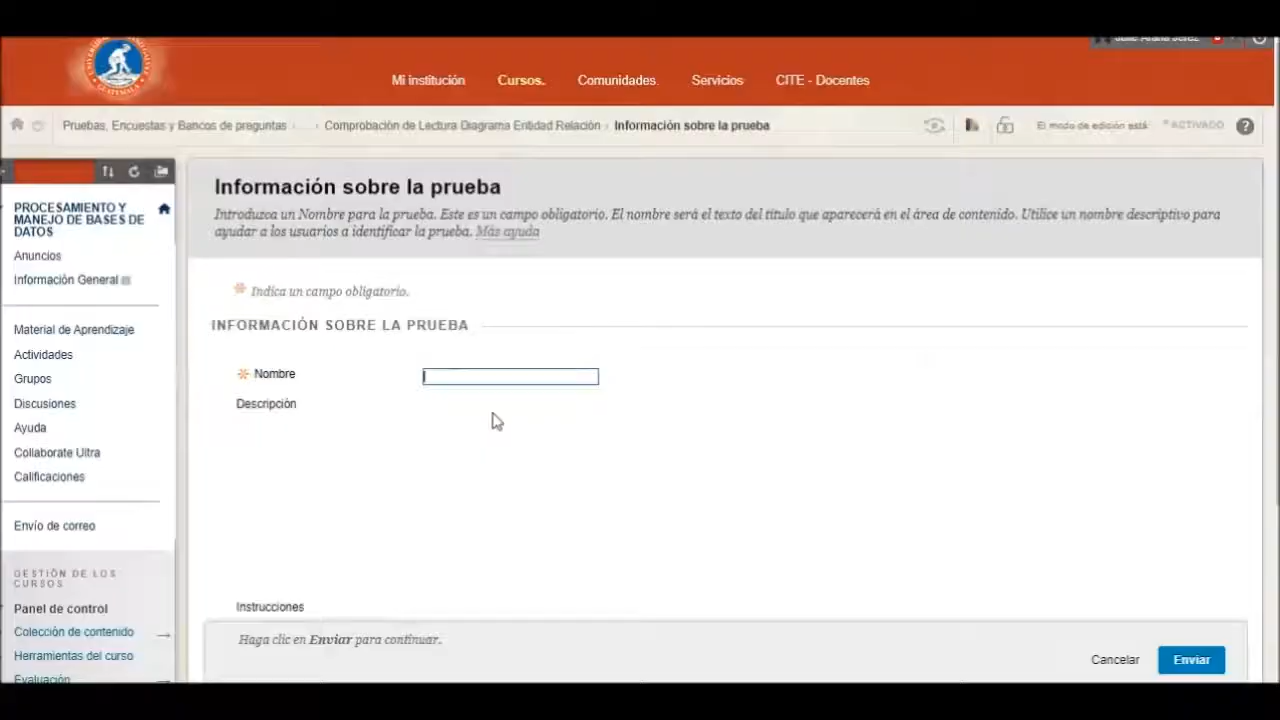 Mi institución
Cursos.
Comunidades
Servicios
CITE - Docentes
Pruebas, Encuestas y Bancos de preguntas
Comprobación de Lectura Diagrama Entidad Relación
Información sobre la prueba
El modo de edición está:
ACTIVADO
?
PROCESAMIENTO Y
MANEJO DE BASES DE
DATOS
Anuncios
Información General
Material de Aprendizaje
Actividades
Grupos
Discusiones
Ayuda
Collaborate Ultra
Calificaciones
Envío de correo
GESTIÓN DE LOS
CURSOS
Panel de control
Colección de contenido
Herramientas del curso
Evaluación
Información sobre la prueba
Introduzca un Nombre para la prueba. Este es un campo obligatorio. El nombre será el texto del título que aparecerá en el área de contenido. Utilice un nombre descriptivo para
ayudar a los usuarios a identificar la prueba. Más ayuda
Indica un campo obligatorio.
INFORMACIÓN SOBRE LA PRUEBA
Nombre
Descripción
Instrucciones
Haga clic en Enviar para continuar.
Cancelar
Enviar